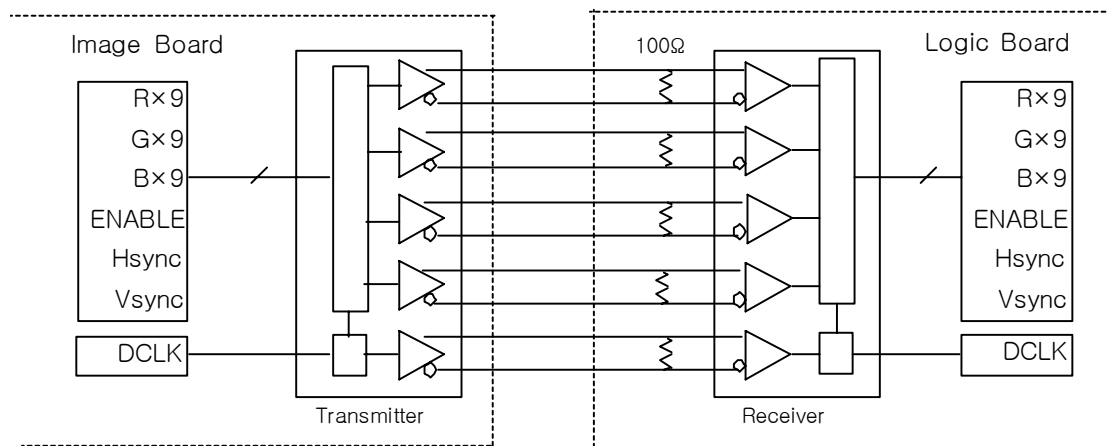 Image Board
100Ω
Logic Board
R×9
G×9
B×9
ENABLE
Hsync
Vsync
DCLK
Transmitter
R×9
G×9
B×9
ENABLE
Hsync
Vsync
DCLK
Receiver